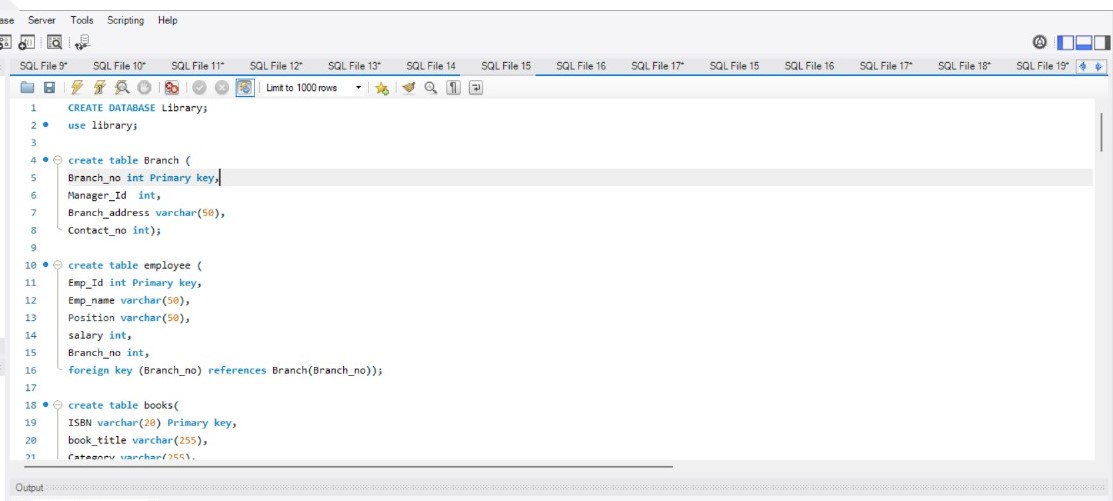 ase Server Tools Scripting Help
SQL File 9* SQL File 10* SQL File 11* SQL File 12* SQL File 13* SQL File 14 SQL File 15 SQL File 16 SQL File 17* SQL File 15 SQL File 16 SQL File 17* SQL File 18* SQL File 19*
Limit to 1000 rows
1 CREATE DATABASE Library;
2 use library;
3
4 create table Branch (
5 Branch_no int Primary key,
6 Manager_Id  int,
7 Branch_address varchar(50),
8 Contact_no int);
9
10 create table employee (
11 Emp_Id int Primary key,
12 Emp_name varchar(50),
13 Position varchar(50),
14 salary int,
15 Branch_no int,
16 foreign key (Branch_no) references Branch(Branch_no));
17
18 create table books(
19 ISBN varchar(20) Primary key,
20 book_title varchar(255),
21 Category varchar(255),
Output